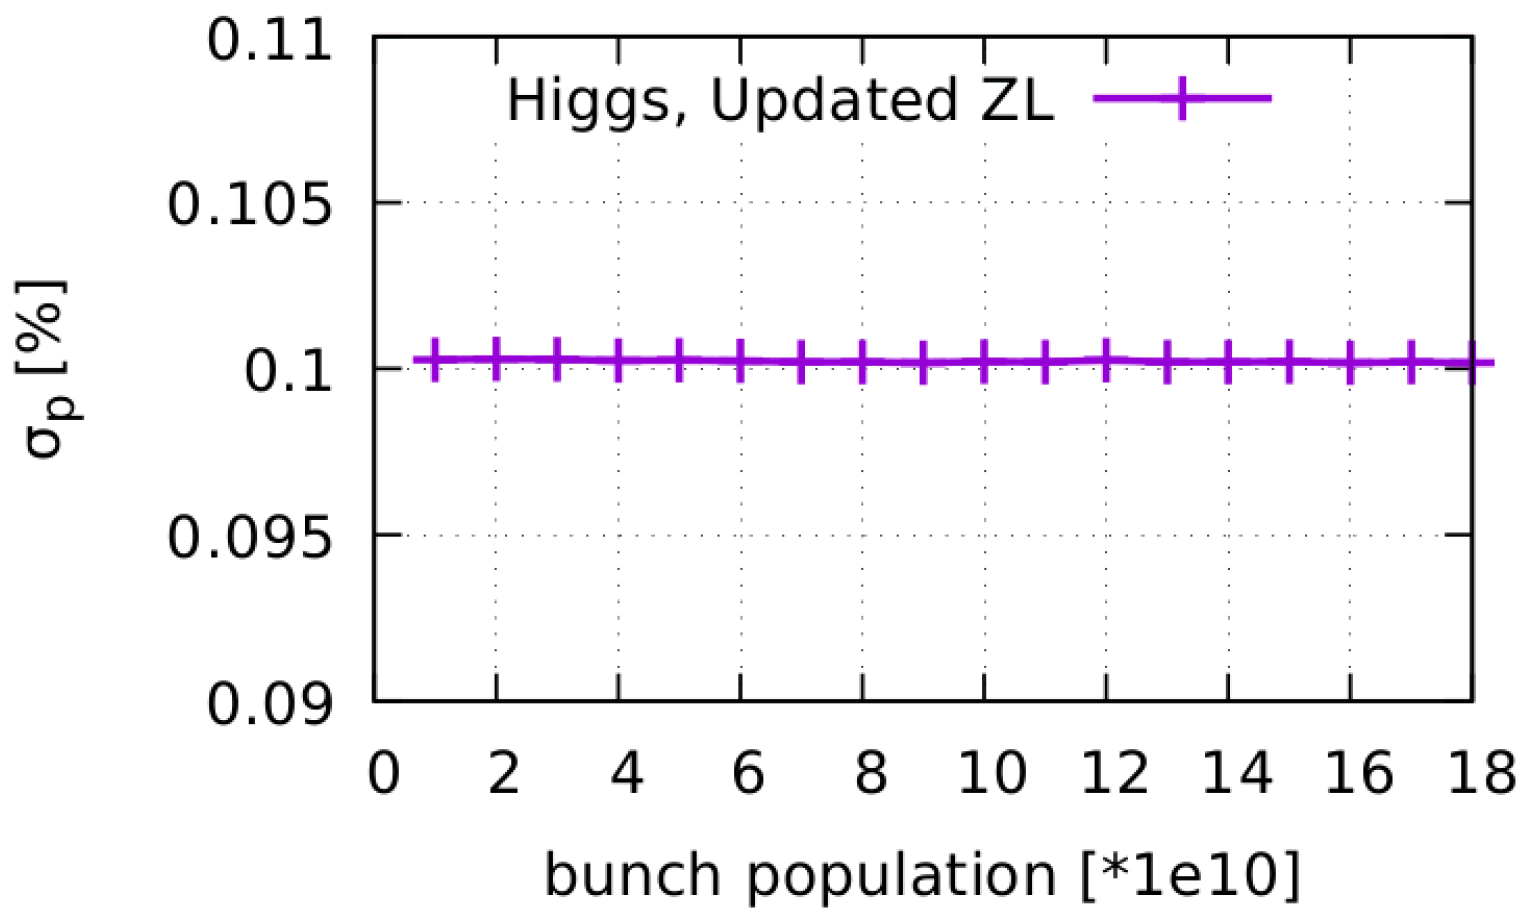 0.11
Higgs, Updated ZL
0.105
σp [%]
0.1
0.095
0.09
0 2 4 6 8 10 12 14 16 18
bunch population [*1e10]